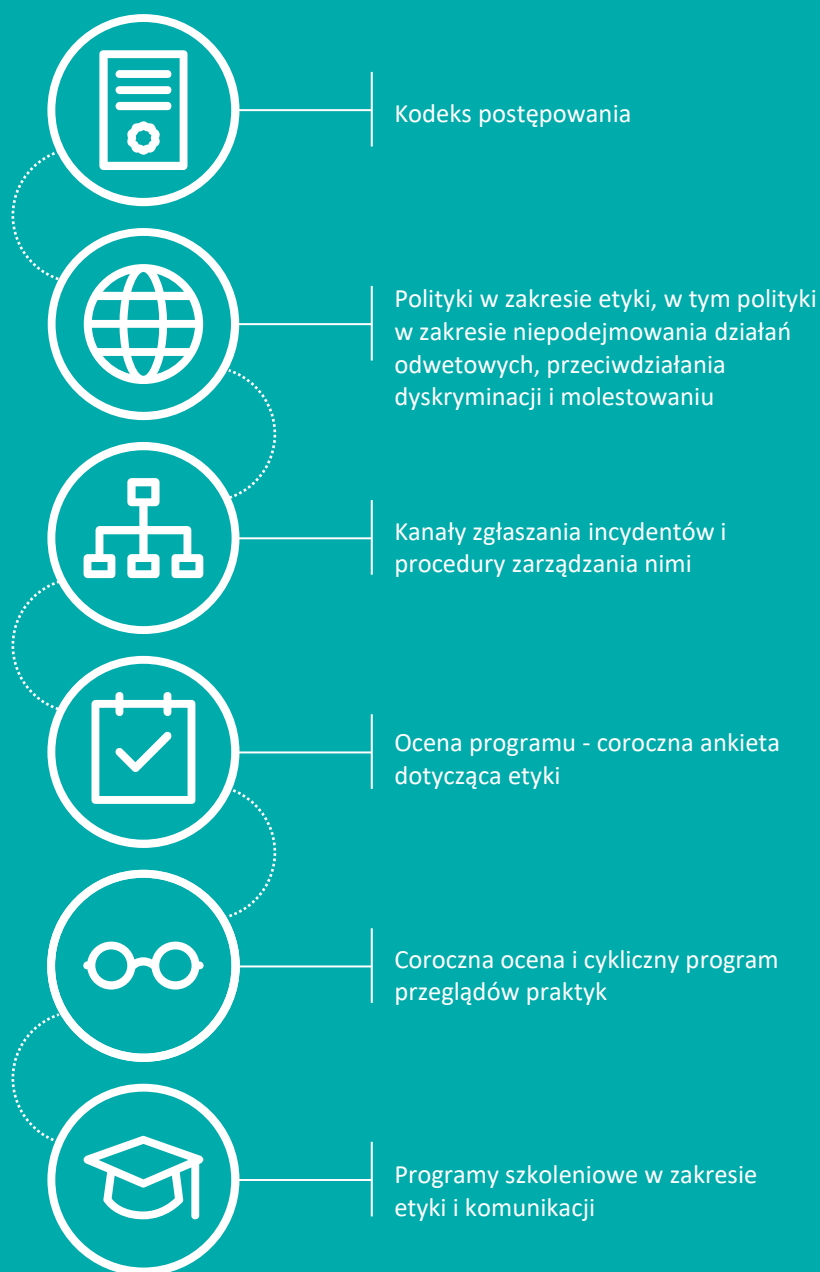 Kodeks postępowania
Polityki w zakresie etyki, w tym polityki
w zakresie niepodejmowania działań
odwetowych, przeciwdziałania
dyskryminacji i molestowaniu
Kanały zgłaszania incydentów i
procedury zarządzania nimi
Ocena programu - coroczna ankieta
dotycząca etyki
Coroczna ocena i cykliczny program
przeglądów praktyk
Programy szkoleniowe w zakresie
etyki i komunikacji